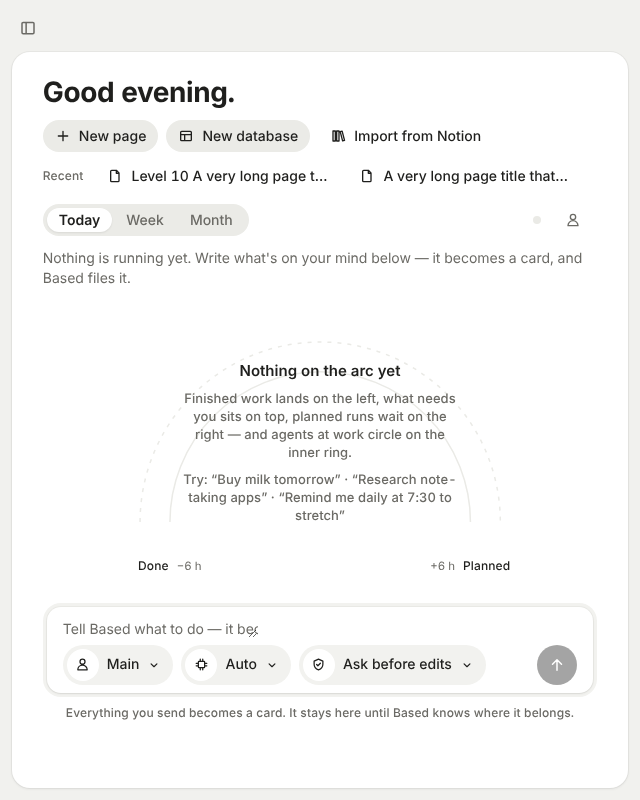 Good evening.
New page
New database
Import from Notion
Recent
Level 10 A very long page t...
A very long page title that...
Today
Week
Month
Nothing is running yet. Write what's on your mind below — it becomes a card, and
Based files it.
Nothing on the arc yet
Finished work lands on the left, what needs
you sits on top, planned runs wait on the
right — and agents at work circle on the
inner ring.
Try: “Buy milk tomorrow” · “Research note-
taking apps” · “Remind me daily at 7:30 to
stretch”
Done −6 h
+6 h Planned
Tell Based what to do — it
Main
Auto
Ask before edits
Everything you send becomes a card. It stays here until Based knows where it belongs.